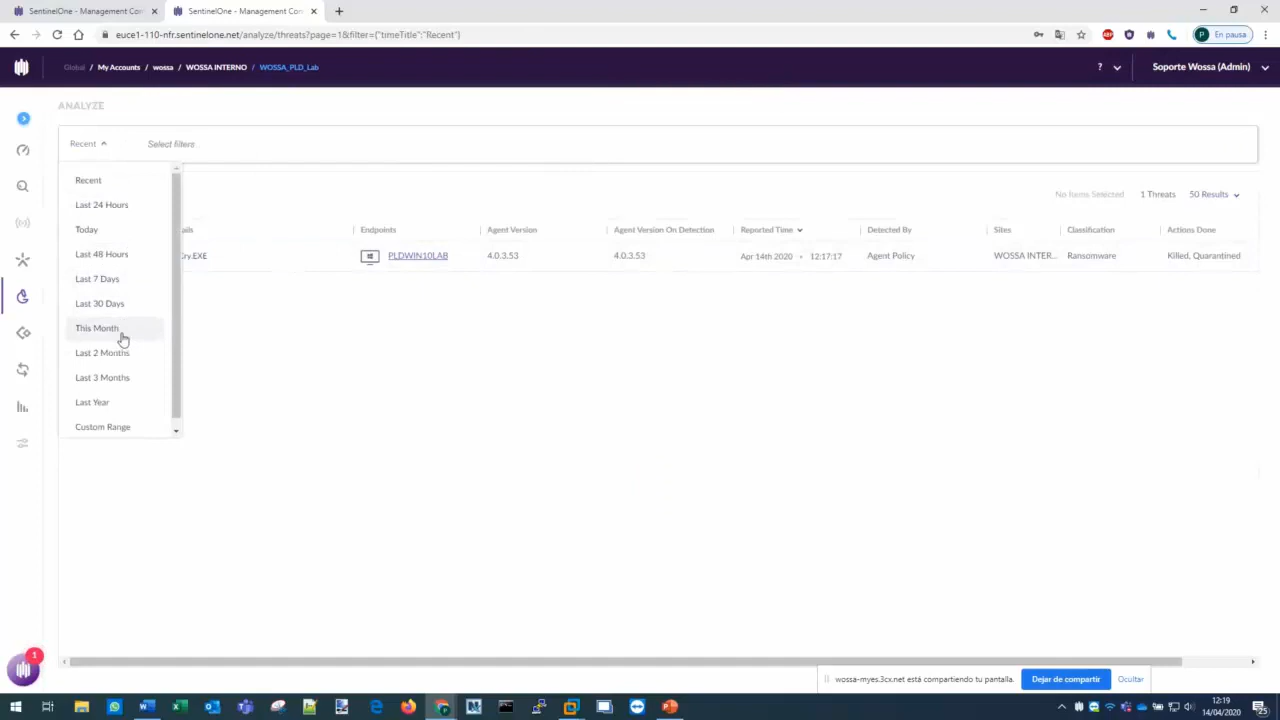 SentinelOne - Management Con
SentinelOne - Management Con
euce1-110-nfr.sentinelone.net/analyze/threats?page=1&filter={"timeTitle":"Recent"}
ABP
P
En pausa
Global / My Accounts / wossa / WOSSA INTERNO / WOSSA_PLD_Lab
?
Soporte Wossa (Admin)
ANALYZE
Recent
Select filters
Recent
Last 24 Hours
Today
Last 48 Hours
Last 7 Days
Last 30 Days
This Month
Last 2 Months
Last 3 Months
Last Year
Custom Range
No Items Selected
1 Threats
50 Results
ails
Endpoints
Agent Version
Agent Version On Detection
Reported Time
Detected By
Sites
Classification
Actions Done
Cry.EXE
PLDWIN10LAB
4.0.3.53
4.0.3.53
Apr 14th 2020 • 12:17:17
Agent Policy
WOSSA INTER...
Ransomware
Killed, Quarantined
1
wossa-myes.3cx.net está compartiendo tu pantalla.
Dejar de compartir
Ocultar
12:19
14/04/2020
25